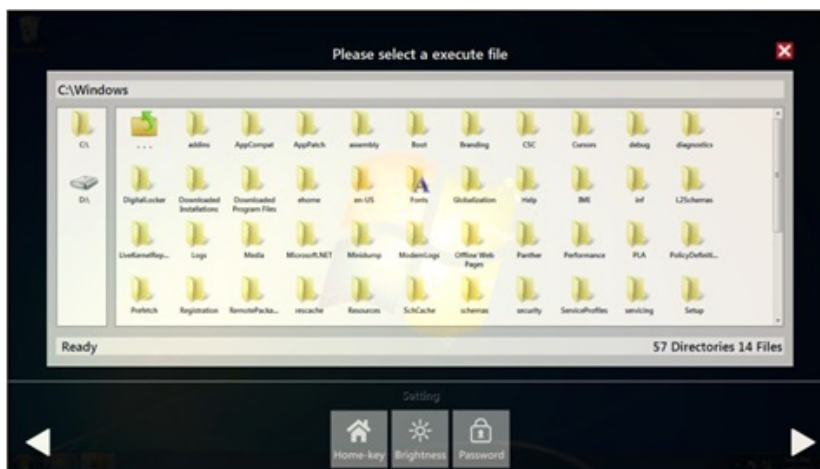 Please select a execute file
C:\Windows
C:\
D:\
. . .
addins
AppCompat
AppPatch
assembly
Boot
Branding
CSC
Cursors
debug
diagnostics
DigitalLocker
Downloaded
Installations
Downloaded
Program Files
ehome
en-US
Fonts
Globalization
Help
IME
inf
L2Schemas
LiveKernelRep...
Logs
Media
Microsoft.NET
Minidump
ModemLogs
Offline Web
Pages
Panther
Performance
PLA
PolicyDefiniti...
Prefetch
Registration
RemotePacka...
rescache
Resources
SchCache
schemas
security
ServiceProfiles
servicing
Setup
Ready
57 Directories 14 Files
Setting
Home-key
Brightness
Password